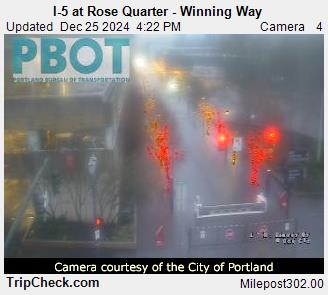 I-5 at Rose Quarter - Winning Way
Updated Dec 25 2024 4:22 PM Camera 4
PBOT
PORTLAND BUREAU OF TRANSPORTATION
Camera courtesy of the City of Portland
TripCheck.com Milepost302.00